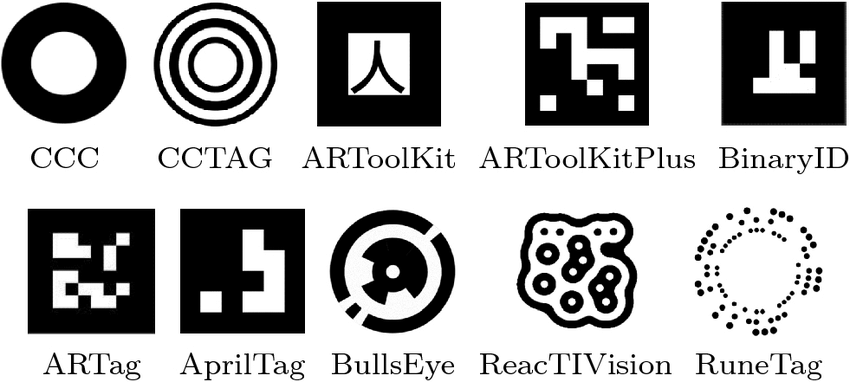 CCC CCTAG ARToolKit ARToolKitPlus BinaryID
ARTag AprilTag BullsEye ReacTIVision RuneTag